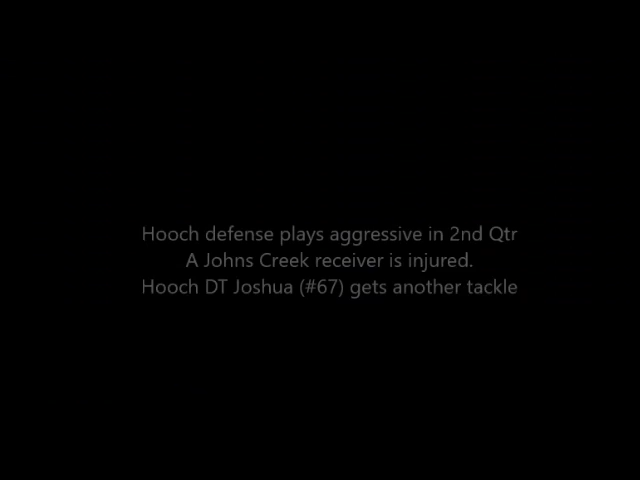 Hooch defense plays aggressive in 2nd Qtr
A Johns Creek receiver is injured.
Hooch DT Joshua (#67) gets another tackle